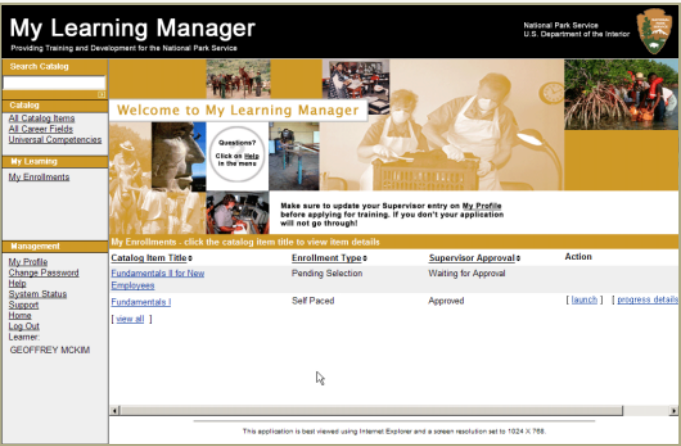 My Learning Manager
Providing Training and Development for the National Park Service
National Park Service
U.S. Department of the Interior
Search Catalog
Catalog
All Catalog Items
All Career Fields
Universal Competencies
My Learning
My Enrollments
Management
My Profile
Change Password
Help
System Status
Support
Home
Log Out
Learner:
GEOFFREY MCKIM
Welcome to My Learning Manager
Questions?
Click on Help
in the menu
Make sure to update your Supervisor entry on My Profile
before applying for training. If you don't your application
will not go through!
My Enrollments - click the catalog item title to view item details
Catalog Item Title Enrollment Type Supervisor Approval Action
Fundamentals II for New Pending Selection Waiting for Approval
Employees
Fundamentals I Self Paced Approved [ launch ] [ progress details
[ view all ]
This application is best viewed using Internet Explorer and a screen resolution set to 1024 X 768.